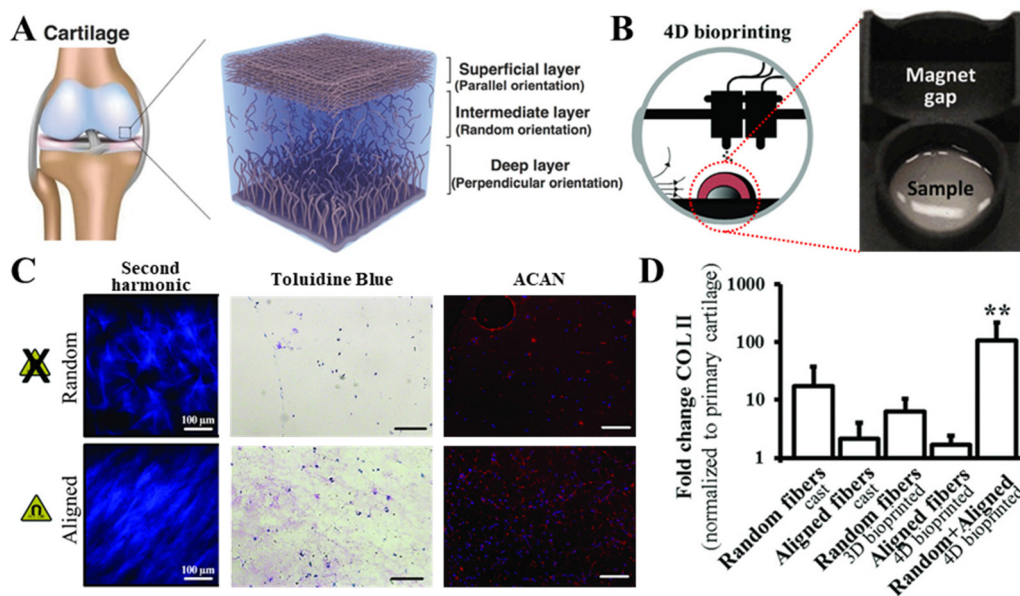 A
Cartilage
Superficial layer
(Parallel orientation)
Intermediate layer
(Random orientation)
Deep layer
(Perpendicular orientation)
B
4D bioprinting
Magnet
gap
Sample
C
Second
harmonic
Toluidine Blue
ACAN
Random
100 µm
Aligned
100 µm
D
Fold change COL II
(normalized to primary cartilage)
1000
100
10
1
**
Random fibers
cast
Aligned fibers
cast
Random fibers
3D bioprinted
Aligned fibers
4D bioprinted
Random+Aligned
4D bioprinted